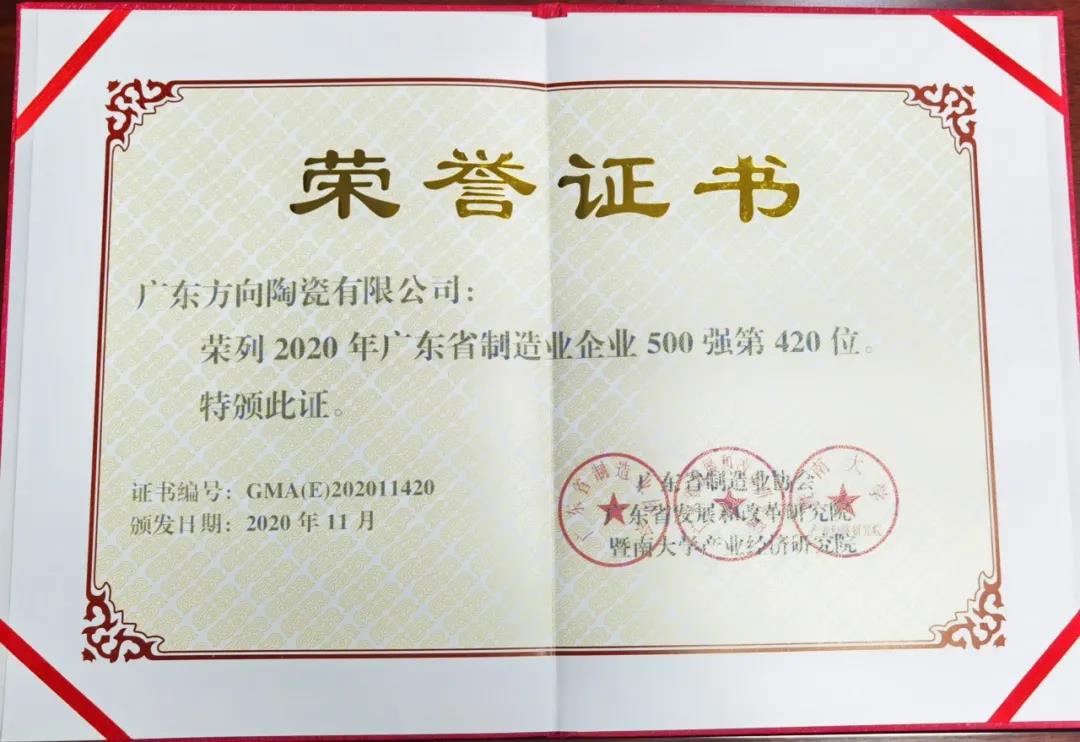 荣誉证书
广东方向陶瓷有限公司：
荣列2020年广东省制造业企业500强第420位。
特颁此证。
证书编号：GMA(E)202011420
颁发日期：2020年11月
广东省制造业协会
广东省发展和改革研究院
暨南大学产业经济研究院